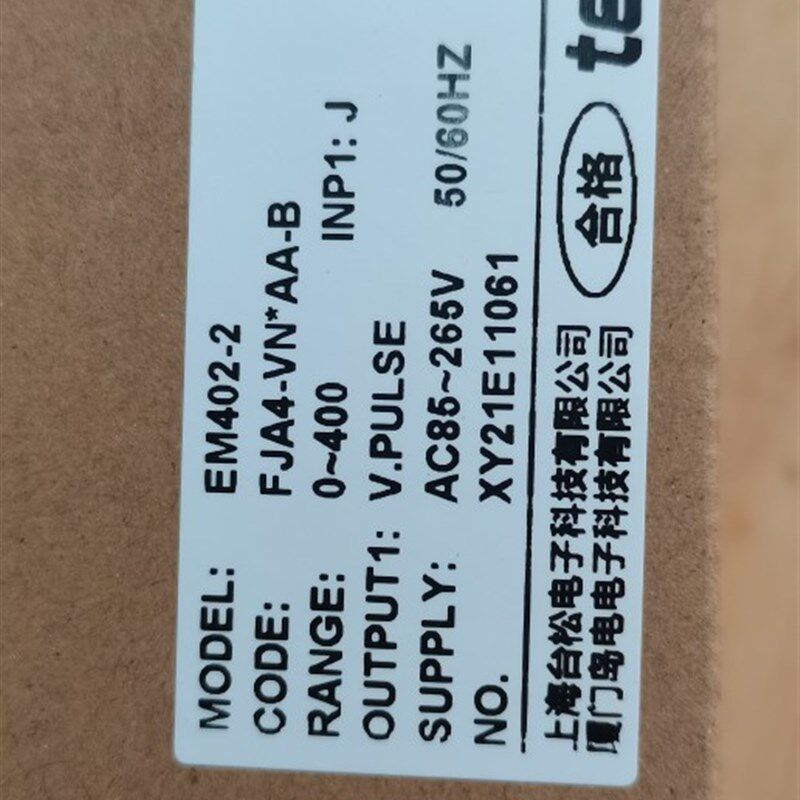 MODEL: EM402-2
CODE: FJA4-VN*AA-B
RANGE: 0~400 INP1: J
OUTPUT1: V.PULSE
SUPPLY: AC85~265V 50/60HZ
NO. XY21E11061
上海台松电子科技有限公司
厦门岛电电子科技有限公司
合格